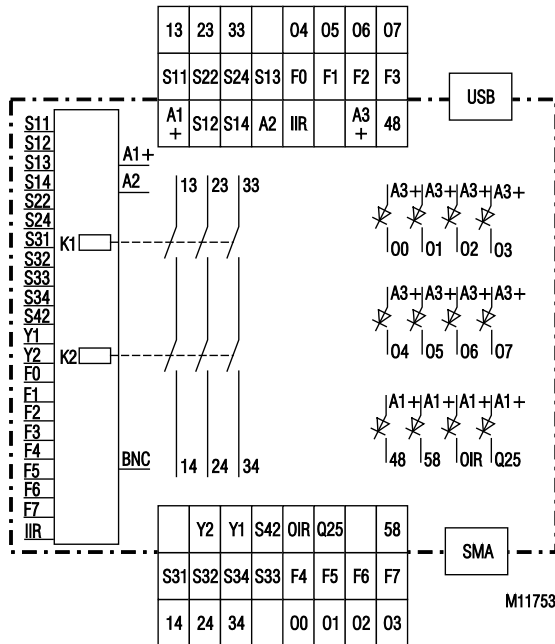 13 23 33 04 05 06 07
S11 S22 S24 S13 F0 F1 F2 F3
A1+ S12 S14 A2 IIR A3+ 48
USB
S11
S12
S13
S14
S22
S24
S31
S32
S33
S34
S42
Y1
Y2
F0
F1
F2
F3
F4
F5
F6
F7
IIR
A1+
A2
K1
K2
BNC
13 23 33
14 24 34
A3+ A3+ A3+ A3+
00 01 02 03
A3+ A3+ A3+ A3+
04 05 06 07
A1+ A1+ A1+ A1+
48 58 OIR Q25
Y2 Y1 S42 OIR Q25 58
S31 S32 S34 S33 F4 F5 F6 F7
14 24 34 00 01 02 03
SMA
M11753